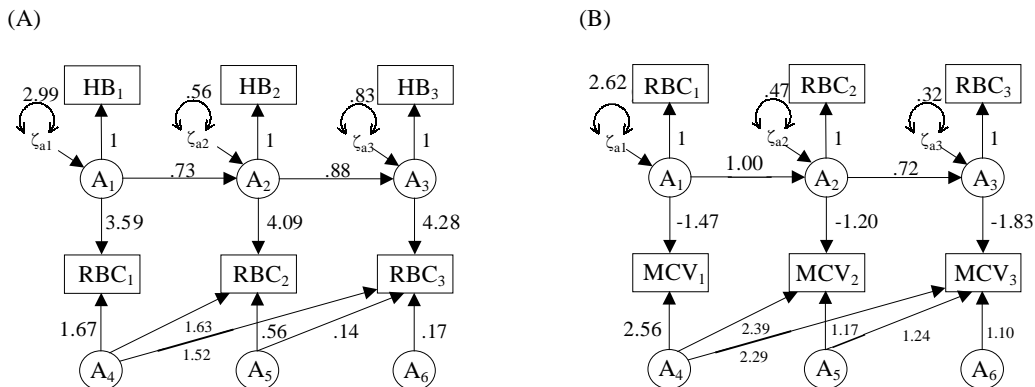 (A) (B)
HB₁ HB₂ HB₃ RBC₁ RBC₂ RBC₃
2.99 .56 .83 2.62 .47 .32
ζa1 ζa2 ζa3 ζa1 ζa2 ζa3
1 1 1 1 1 1
A₁ .73 A₂ .88 A₃ A₁ 1.00 A₂ .72 A₃
3.59 4.09 4.28 -1.47 -1.20 -1.83
RBC₁ RBC₂ RBC₃ MCV₁ MCV₂ MCV₃
1.67 1.63 .56 .14 .17 2.56 2.39 1.17 1.24 1.10
1.52 2.29
A₄ A₅ A₆ A₄ A₅ A₆